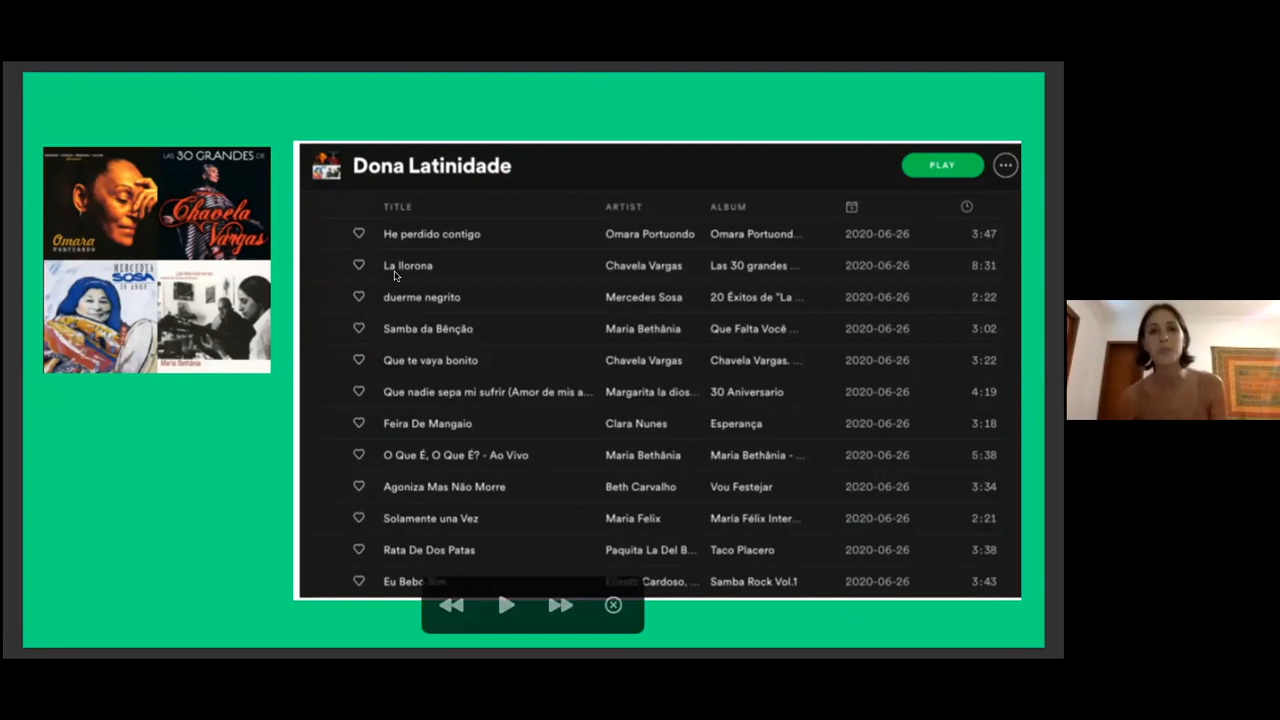 Omara
PORTUONDO
LAS 30 GRANDES DE
Chavela
Vargas
MERCEDES
SOSA
30 AÑOS
Maria Bethânia
Dona Latinidade
PLAY
TITLE ARTIST ALBUM
He perdido contigo Omara Portuondo Omara Portuond... 2020-06-26 3:47
La llorona Chavela Vargas Las 30 grandes ... 2020-06-26 8:31
duerme negrito Mercedes Sosa 20 Éxitos de "La ... 2020-06-26 2:22
Samba da Bênção Maria Bethânia Que Falta Você ... 2020-06-26 3:02
Que te vaya bonito Chavela Vargas Chavela Vargas. ... 2020-06-26 3:22
Que nadie sepa mi sufrir (Amor de mis a... Margarita la dios... 30 Aniversario 2020-06-26 4:19
Feira De Mangaio Clara Nunes Esperança 2020-06-26 3:18
O Que É, O Que É? - Ao Vivo Maria Bethânia Maria Bethânia - ... 2020-06-26 5:38
Agoniza Mas Não Morre Beth Carvalho Vou Festejar 2020-06-26 3:34
Solamente una Vez Maria Felix María Félix Inter... 2020-06-26 2:21
Rata De Dos Patas Paquita La Del B... Taco Placero 2020-06-26 3:38
Eu Bebo Sim Elizeth Cardoso, ... Samba Rock Vol.1 2020-06-26 3:43